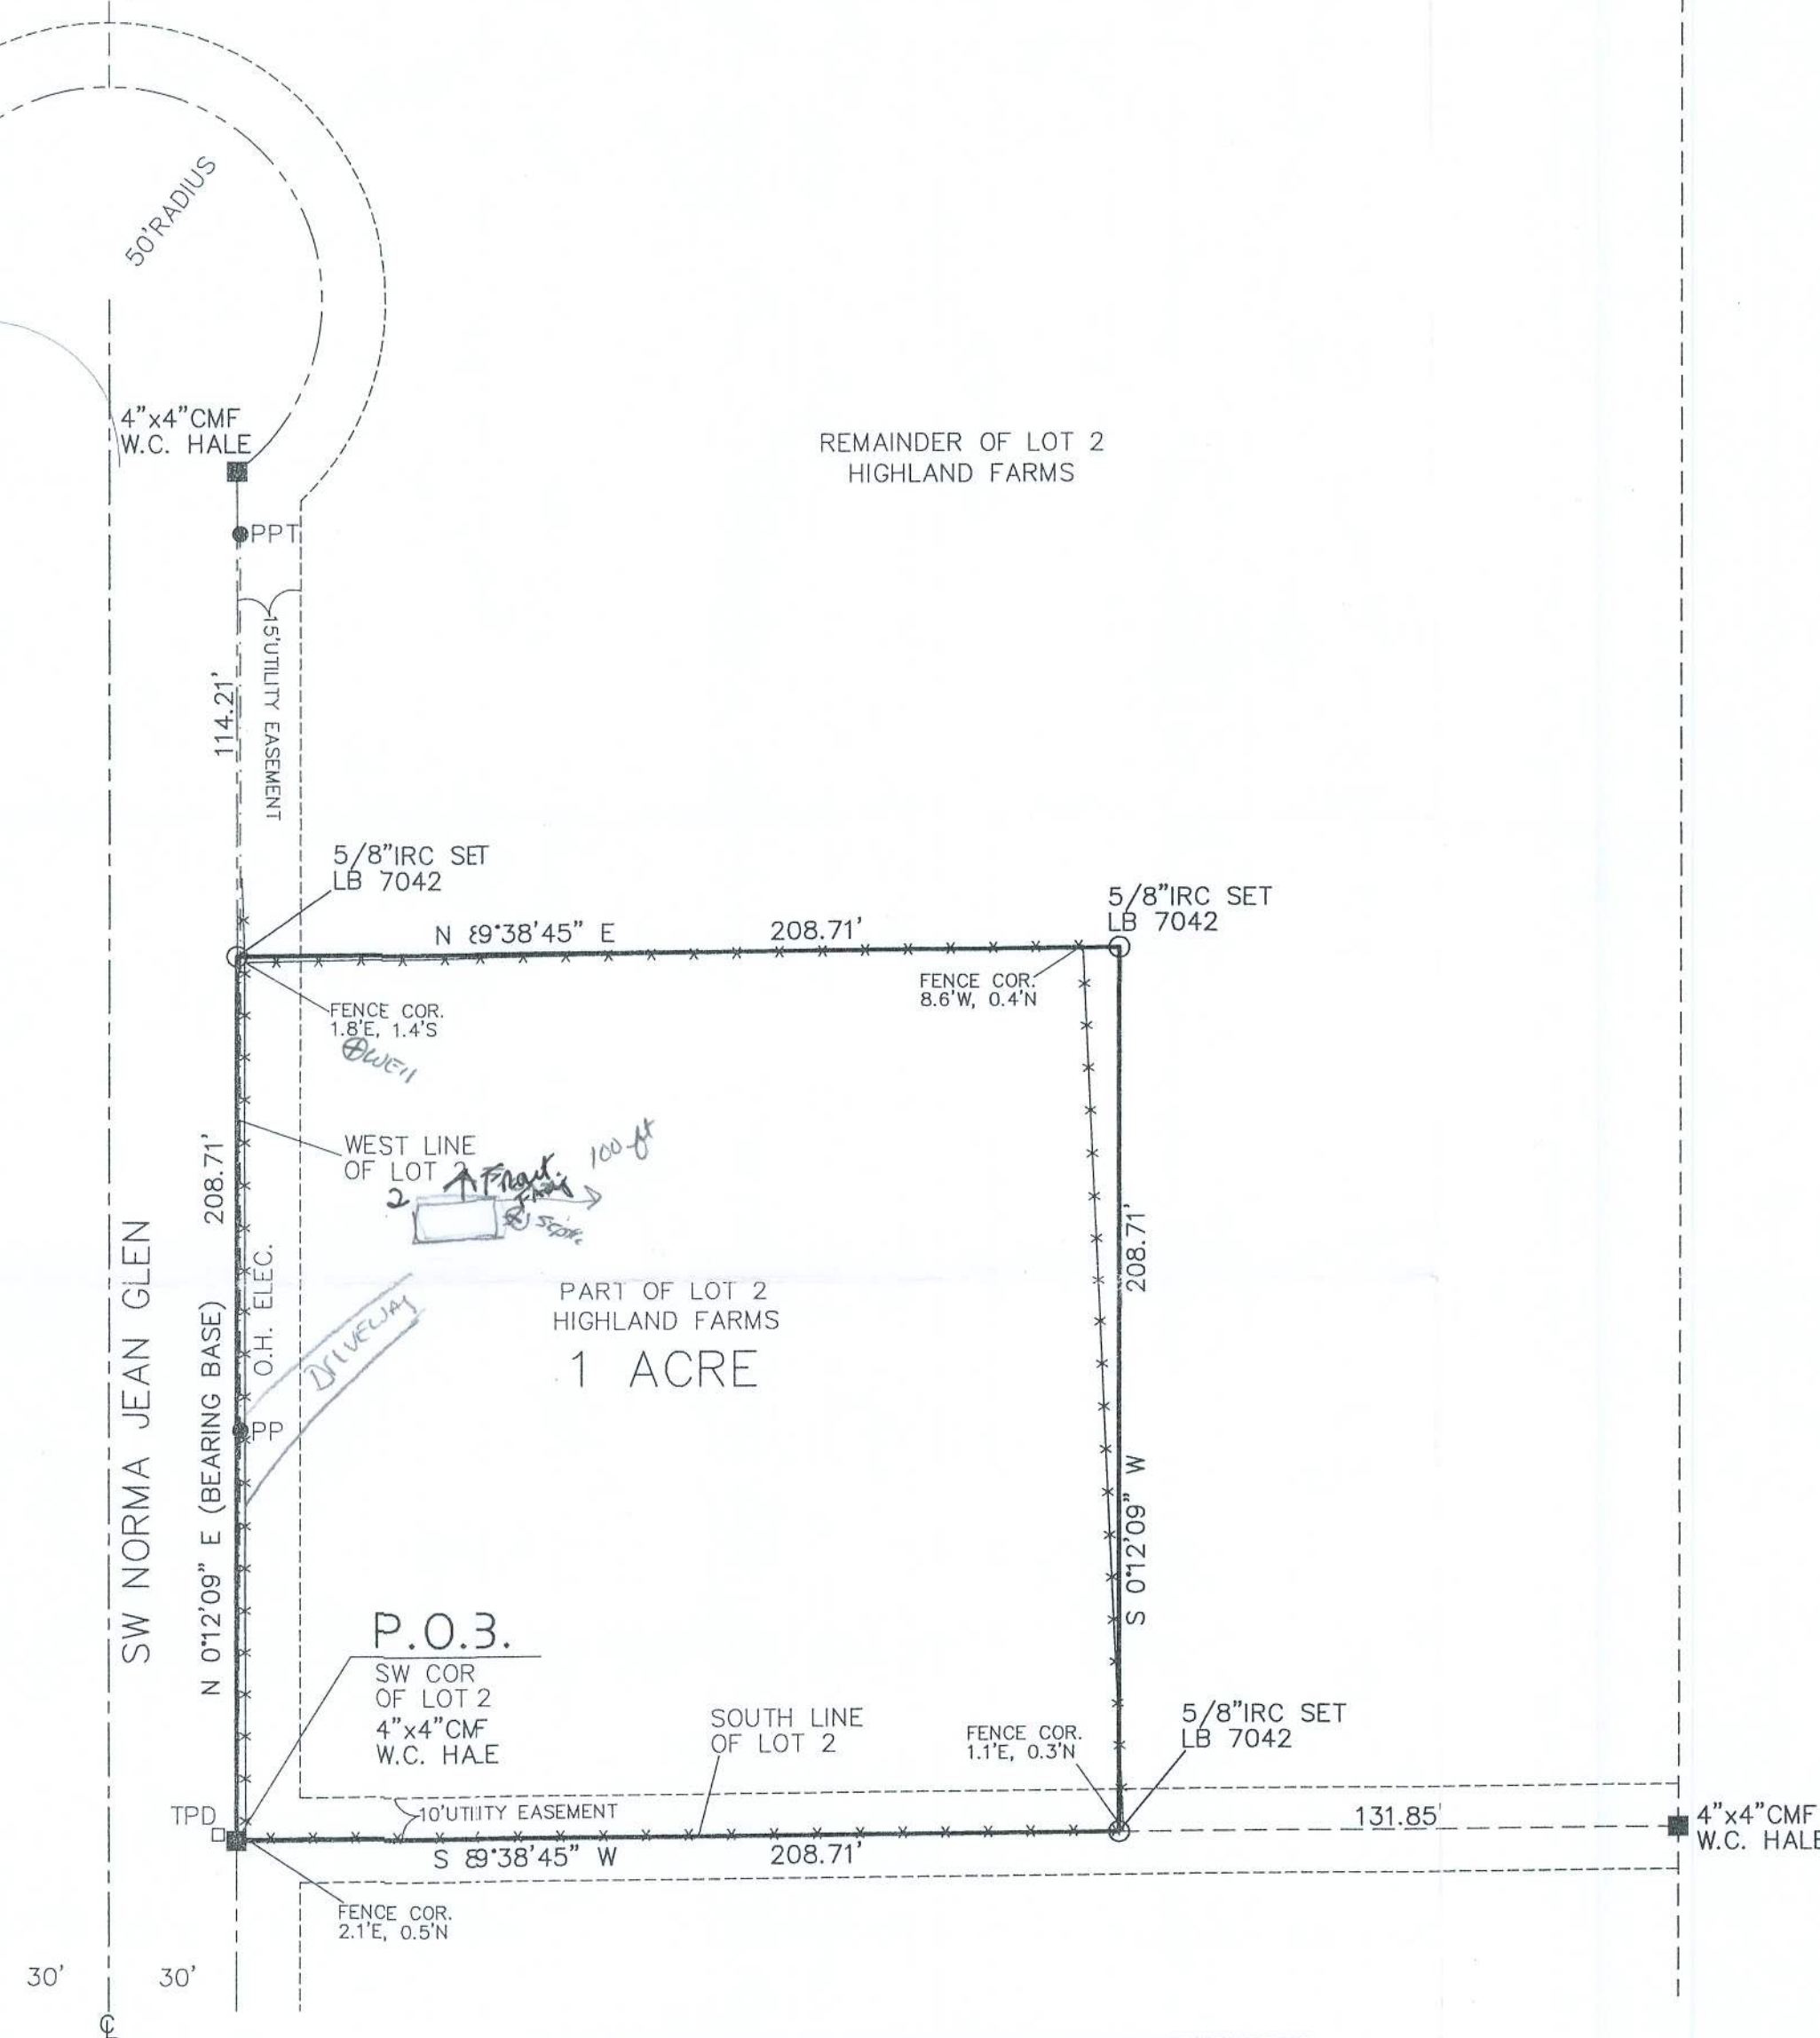 50'RADIUS
4"x4"CMF
W.C. HALE
REMAINDER OF LOT 2
HIGHLAND FARMS
PPT
15'UTILITY EASEMENT
114.21'
5/8"IRC SET
LB 7042
5/8"IRC SET
LB 7042
N 89°38'45" E 208.71'
FENCE COR.
8.6'W, 0.4'N
FENCE COR.
1.8'E, 1.4'S
WEll
WEST LINE
OF LOT 2
100 ft
Front
2
208.71'
208.71'
O.H. ELEC.
PART OF LOT 2
HIGHLAND FARMS
1 ACRE
DrIVEWAY
PP
SW NORMA JEAN GLEN
N 0°12'09" E (BEARING BASE)
S 0°12'09" W
P.O.B.
SW COR
OF LOT 2
4"x4"CMF
W.C. HALE
SOUTH LINE
OF LOT 2
FENCE COR.
1.1'E, 0.3'N
5/8"IRC SET
LB 7042
TPD
10'UTILITY EASEMENT
131.85'
4"x4"CMF
W.C. HALE
S 89°38'45" W 208.71'
FENCE COR.
2.1'E, 0.5'N
30' 30'
℄